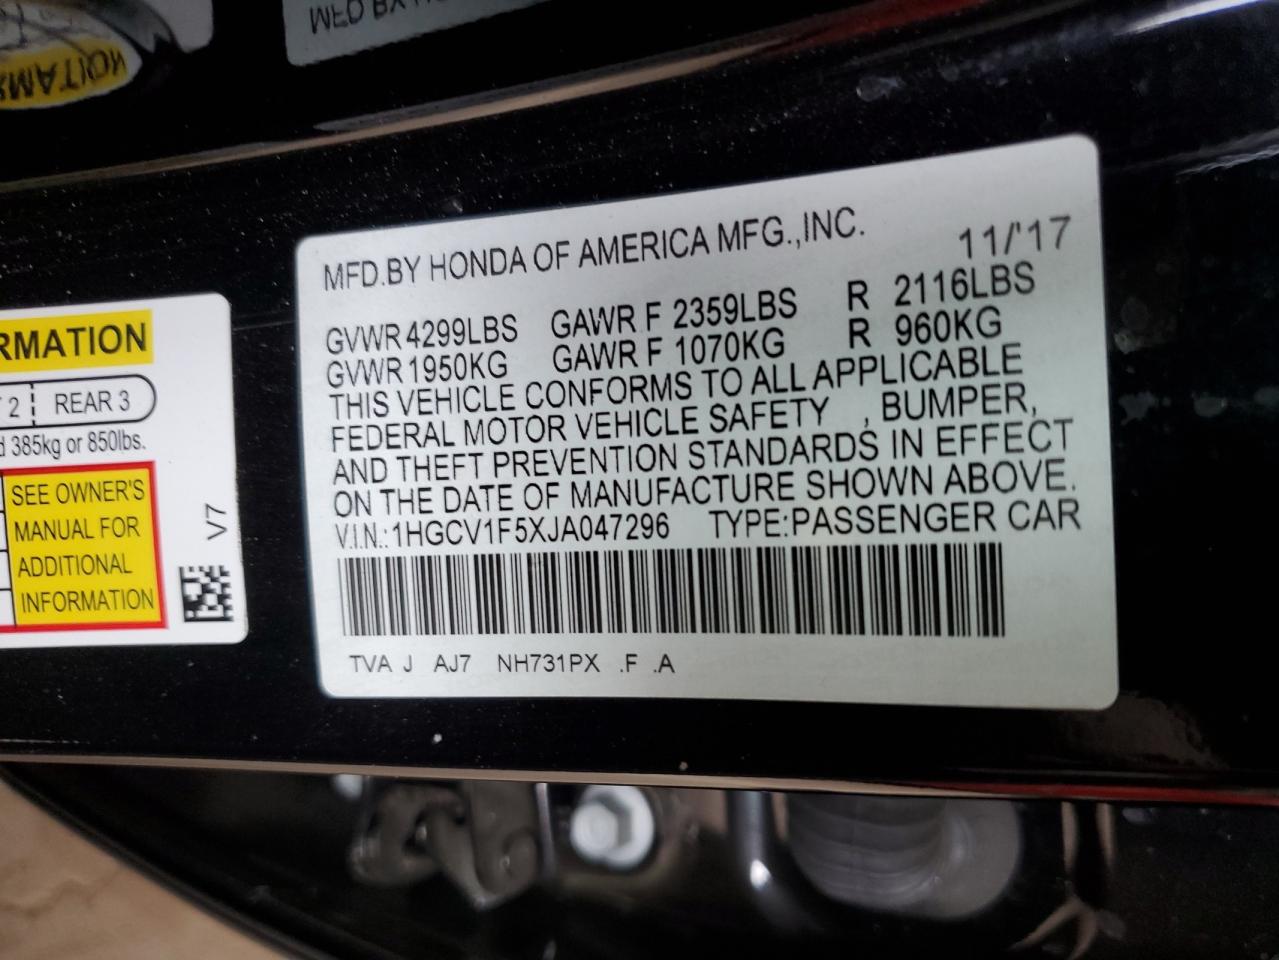 MFD BY
RMATION
2 REAR 3
385kg or 850lbs.
SEE OWNER'S
MANUAL FOR
ADDITIONAL
INFORMATION
V7
MFD.BY HONDA OF AMERICA MFG.,INC. 11/'17
GVWR 4299LBS GAWR F 2359LBS R 2116LBS
GVWR 1950KG GAWR F 1070KG R 960KG
THIS VEHICLE CONFORMS TO ALL APPLICABLE
FEDERAL MOTOR VEHICLE SAFETY , BUMPER,
AND THEFT PREVENTION STANDARDS IN EFFECT
ON THE DATE OF MANUFACTURE SHOWN ABOVE.
V.I.N.: 1HGCV1F5XJA047296 TYPE:PASSENGER CAR
TVA J AJ7 NH731PX .F .A